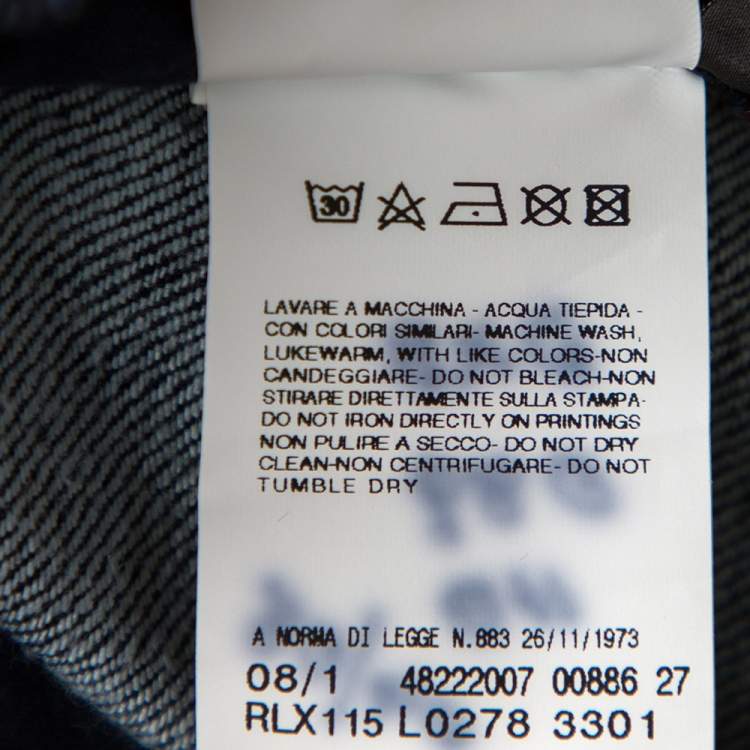 30
LAVARE A MACCHINA - ACQUA TIEPIDA -
CON COLORI SIMILARI- MACHINE WASH,
LUKEWARM, WITH LIKE COLORS-NON
CANDEGGIARE- DO NOT BLEACH-NON
STIRARE DIRETTAMENTE SULLA STAMPA-
DO NOT IRON DIRECTLY ON PRINTINGS
NON PULIRE A SECCO- DO NOT DRY
CLEAN-NON CENTRIFUGARE- DO NOT
TUMBLE DRY
A NORMA DI LEGGE N.883 26/11/1973
08/1 48222007 00886 27
RLX115 L0278 3301